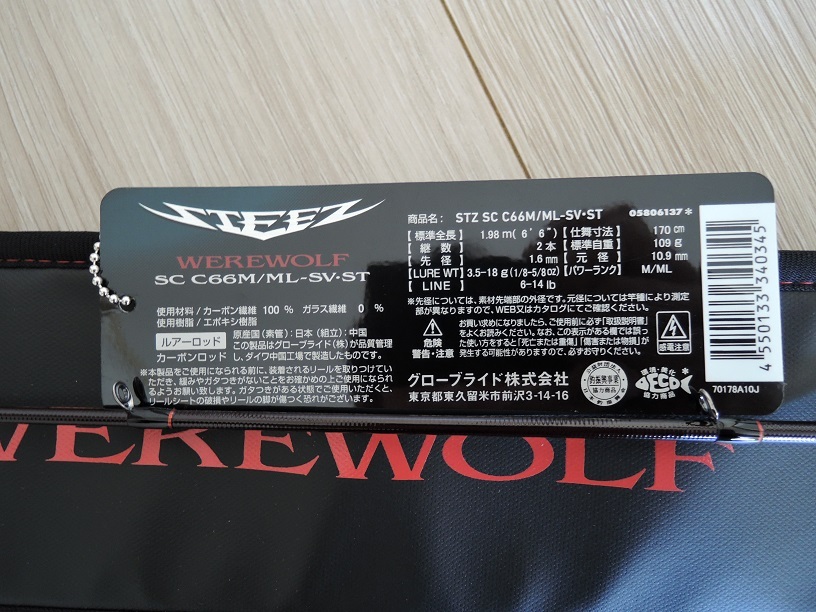 STEEZ
WEREWOLF
SC C66M/ML-SV・ST
使用材料/カーボン繊維 100 % ガラス繊維 0 %
使用樹脂/エポキシ樹脂
ルアーロッド
カーボンロッド
原産国(素管):日本(組立):中国
この製品はグローブライド(株)が品質管理
し、ダイワ中国工場で製造したものです。
※本製品をご使用になられる前に、装着されるリールを取りつけてい
ただき、緩みやガタつきがないことをお確かめの上ご使用になられ
るようお願い致します。ガタつきがある状態でご使用いただくと、
リールシートの破損やリールの脚が傷つく恐れがございます。
商品名: STZ SC C66M/ML-SV・ST 05806137*
【標準全長】 1.98 m(6'6")【仕舞寸法】 170 cm
【継数】 2本【標準自重】 109 g
【先径】 1.6 mm【元径】 10.9 mm
【LURE WT】3.5-18 g(1/8-5/8oz)【パワーランク】 M/ML
【LINE】 6-14 lb
※先径については、素材先端部の外径です。元径については竿種により測定
部が異なりますので、WEB又はカタログにてご確認ください。
危険
警告・注意
お買い求めになりましたら、ご使用前に必ず「取扱説明書」
をよくお読みください。なお、この表示がある欄では誤っ
た使い方をすると「死亡または重傷」「傷害または物損」が
発生する可能性がありますので、必ずお守りください。
感電注意
グローブライド株式会社
東京都東久留米市前沢3-14-16
協力商品
環境・美化
ECO
協力商品
4 550133 340345
70178A10J
WEREWOLF